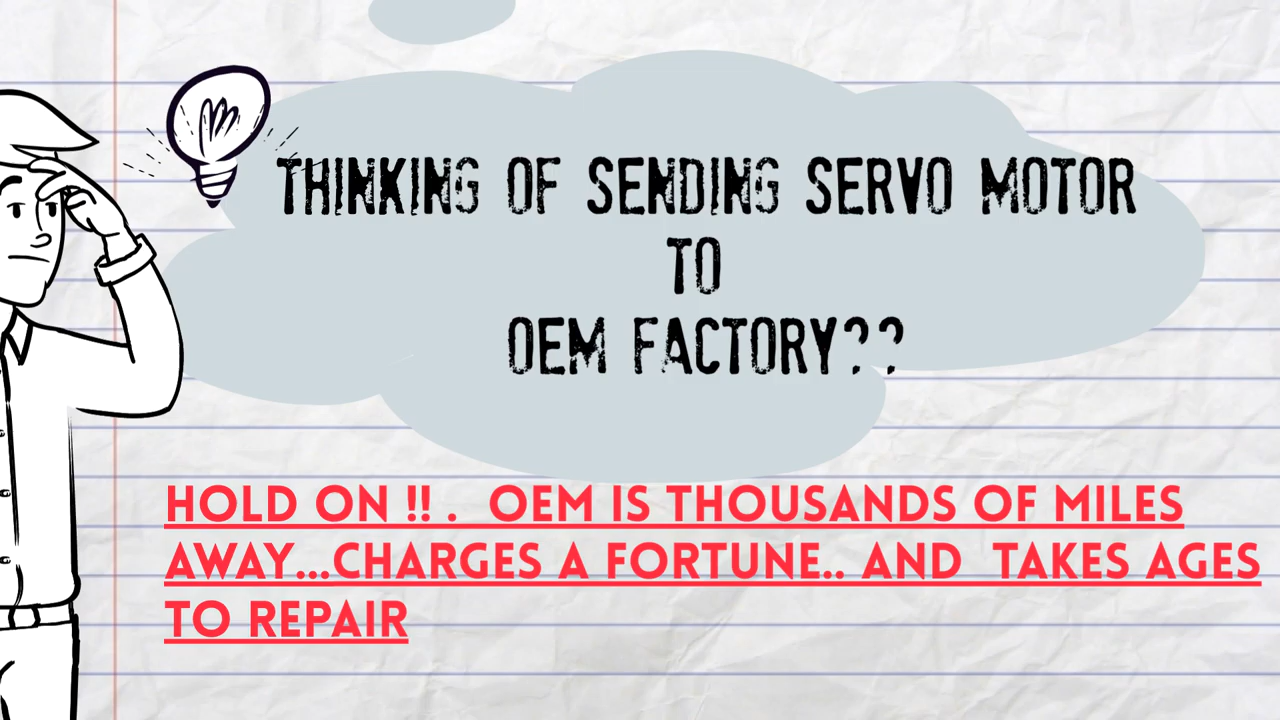 THINKING OF SENDING SERVO MOTOR
TO
OEM FACTORY??
HOLD ON !! .  OEM IS THOUSANDS OF MILES
AWAY...CHARGES A FORTUNE.. AND  TAKES AGES
TO REPAIR